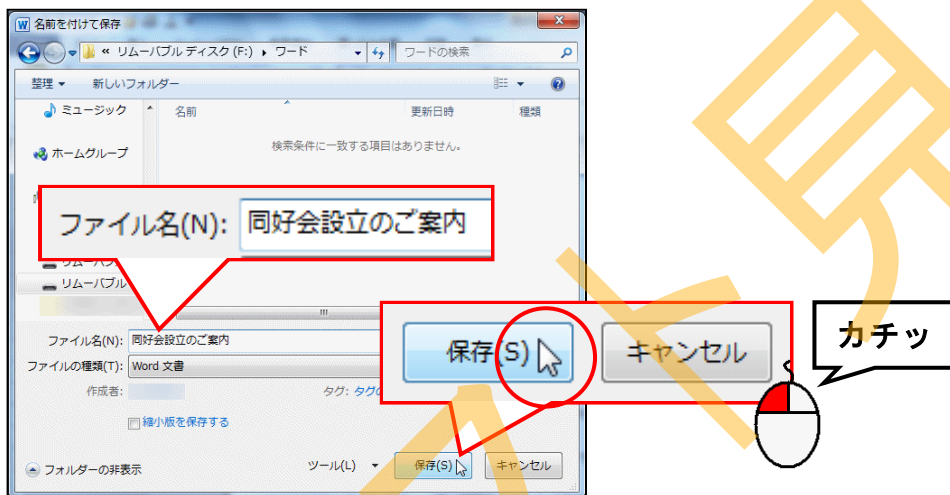 名前を付けて保存
« リムーバブル ディスク (F:) ▸ ワード
ワードの検索
整理 ▼ 新しいフォルダー
ミュージック
名前 更新日時 種類
検索条件に一致する項目はありません。
ホームグループ
ファイル名(N): 同好会設立のご案内
リムーバブル
ファイル名(N): 同好会設立のご案内
保存(S) キャンセル
カチッ
ファイルの種類(T): Word 文書
作成者: タグ:
縮小版を保存する
フォルダーの非表示
ツール(L) ▼ 保存(S) キャンセル